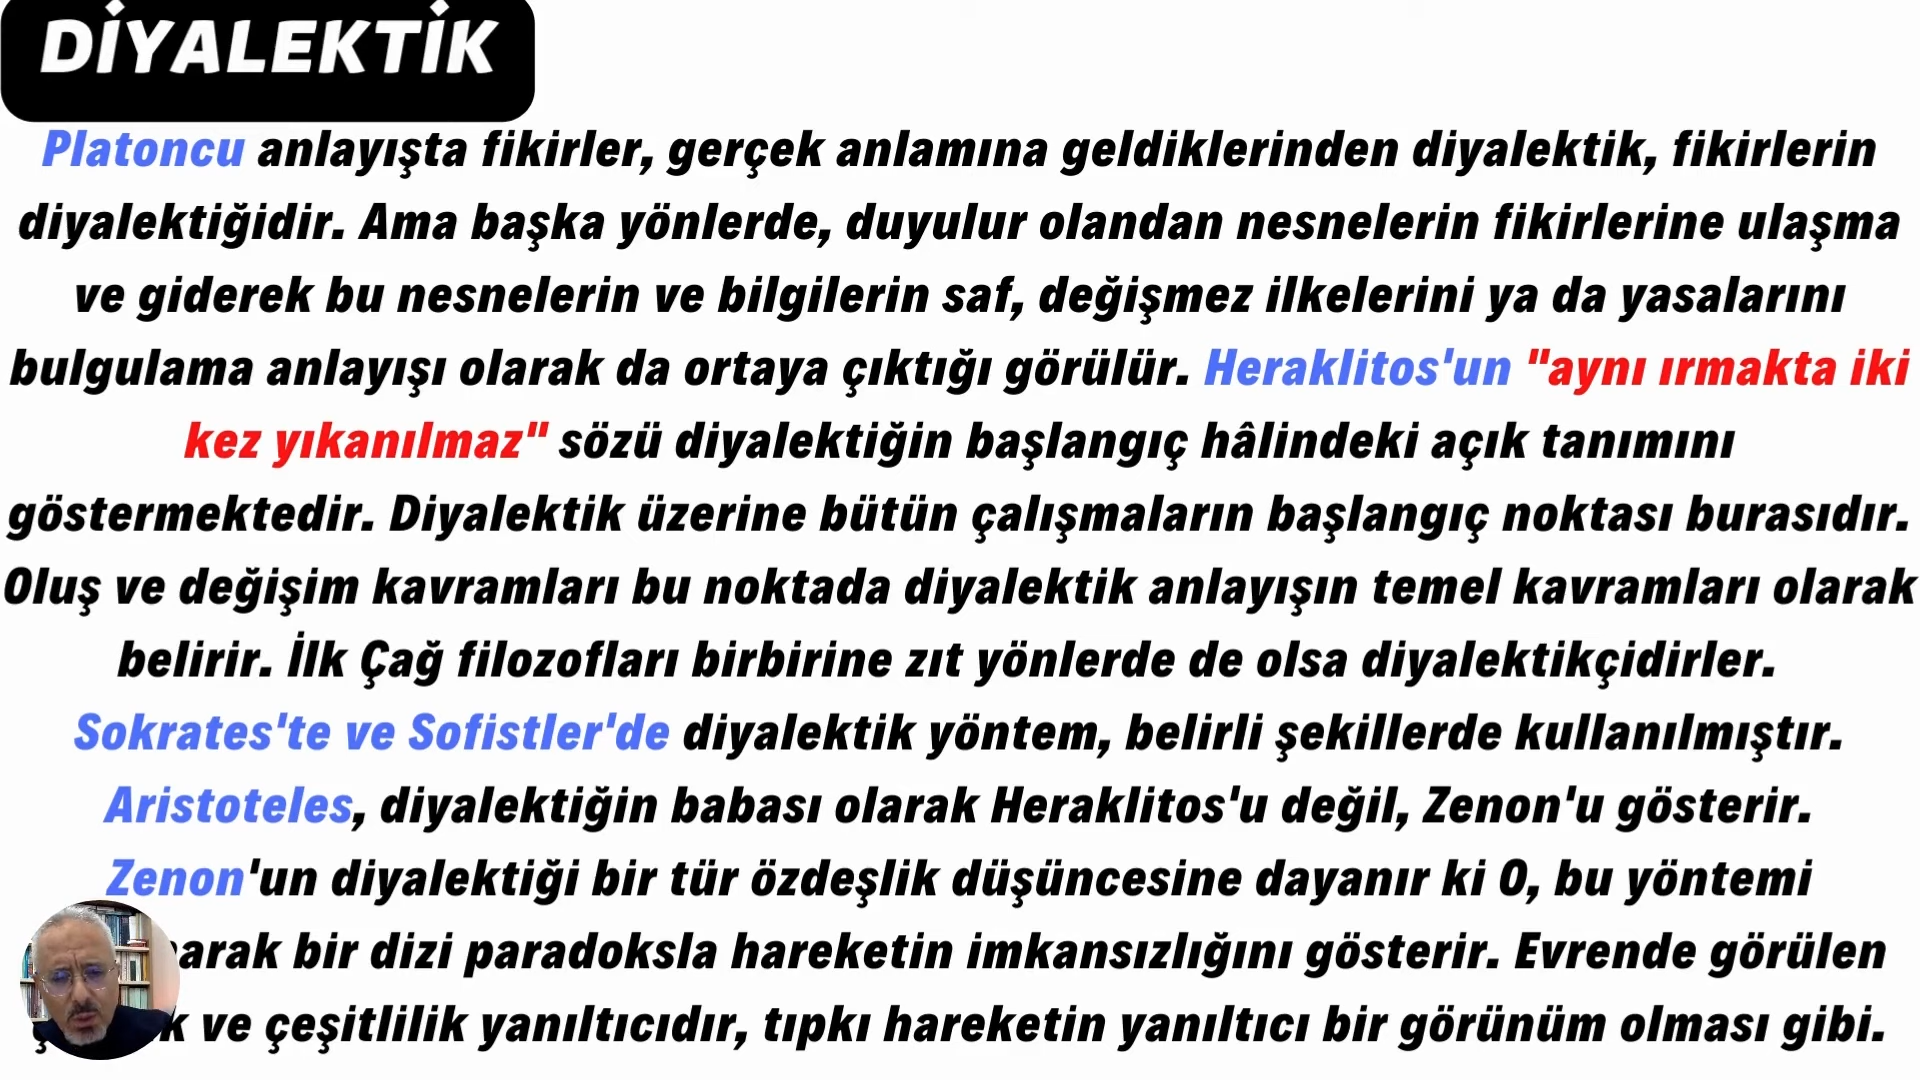 DİYALEKTİK
Platoncu anlayışta fikirler, gerçek anlamına geldiklerinden diyalektik, fikirlerin
diyalektiğidir. Ama başka yönlerde, duyulur olandan nesnelerin fikirlerine ulaşma
ve giderek bu nesnelerin ve bilgilerin saf, değişmez ilkelerini ya da yasalarını
bulgulama anlayışı olarak da ortaya çıktığı görülür. Heraklitos'un "aynı ırmakta iki
kez yıkanılmaz" sözü diyalektiğin başlangıç hâlindeki açık tanımını
göstermektedir. Diyalektik üzerine bütün çalışmaların başlangıç noktası burasıdır.
Oluş ve değişim kavramları bu noktada diyalektik anlayışın temel kavramları olarak
belirir. İlk Çağ filozofları birbirine zıt yönlerde de olsa diyalektikçidirler.
Sokrates'te ve Sofistler'de diyalektik yöntem, belirli şekillerde kullanılmıştır.
Aristoteles, diyalektiğin babası olarak Heraklitos'u değil, Zenon'u gösterir.
Zenon'un diyalektiği bir tür özdeşlik düşüncesine dayanır ki O, bu yöntemi
bir dizi paradoksla hareketin imkansızlığını gösterir. Evrende görülen
ve çeşitlilik yanıltıcıdır, tıpkı hareketin yanıltıcı bir görünüm olması gibi.